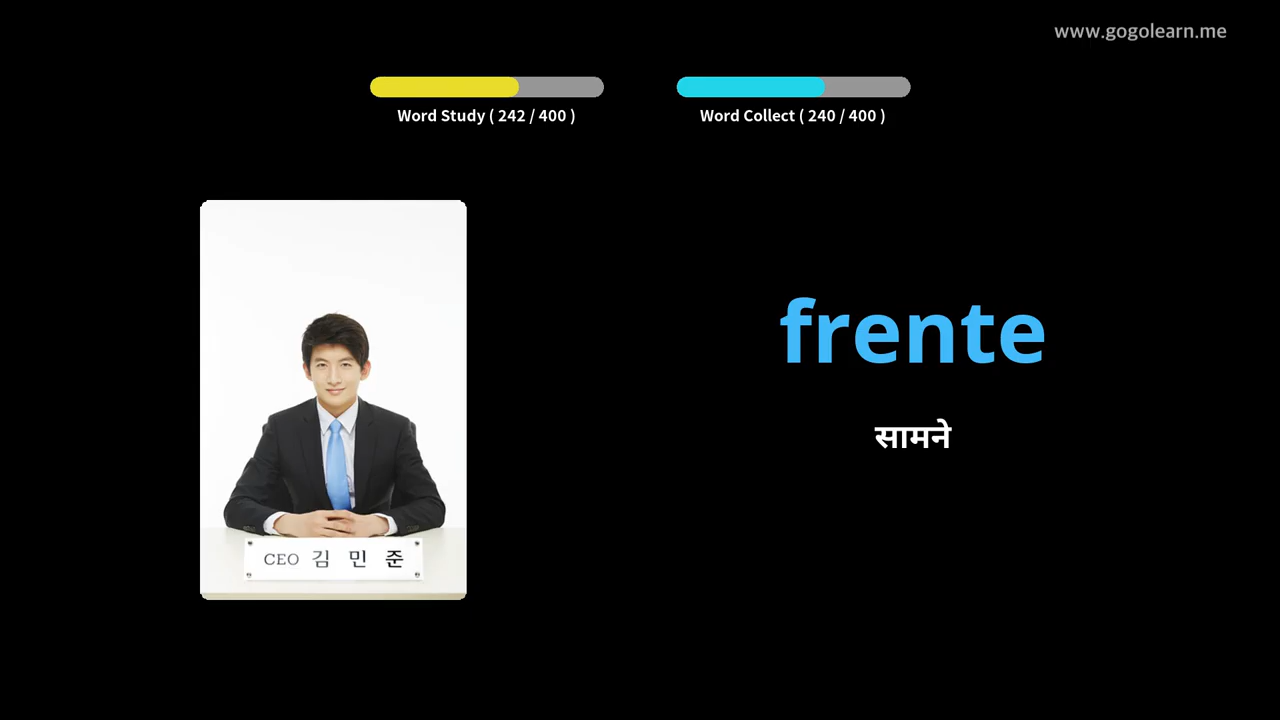 www.gogolearn.me
Word Study ( 242 / 400 )
Word Collect ( 240 / 400 )
frente
सामने
CEO 김 민 준